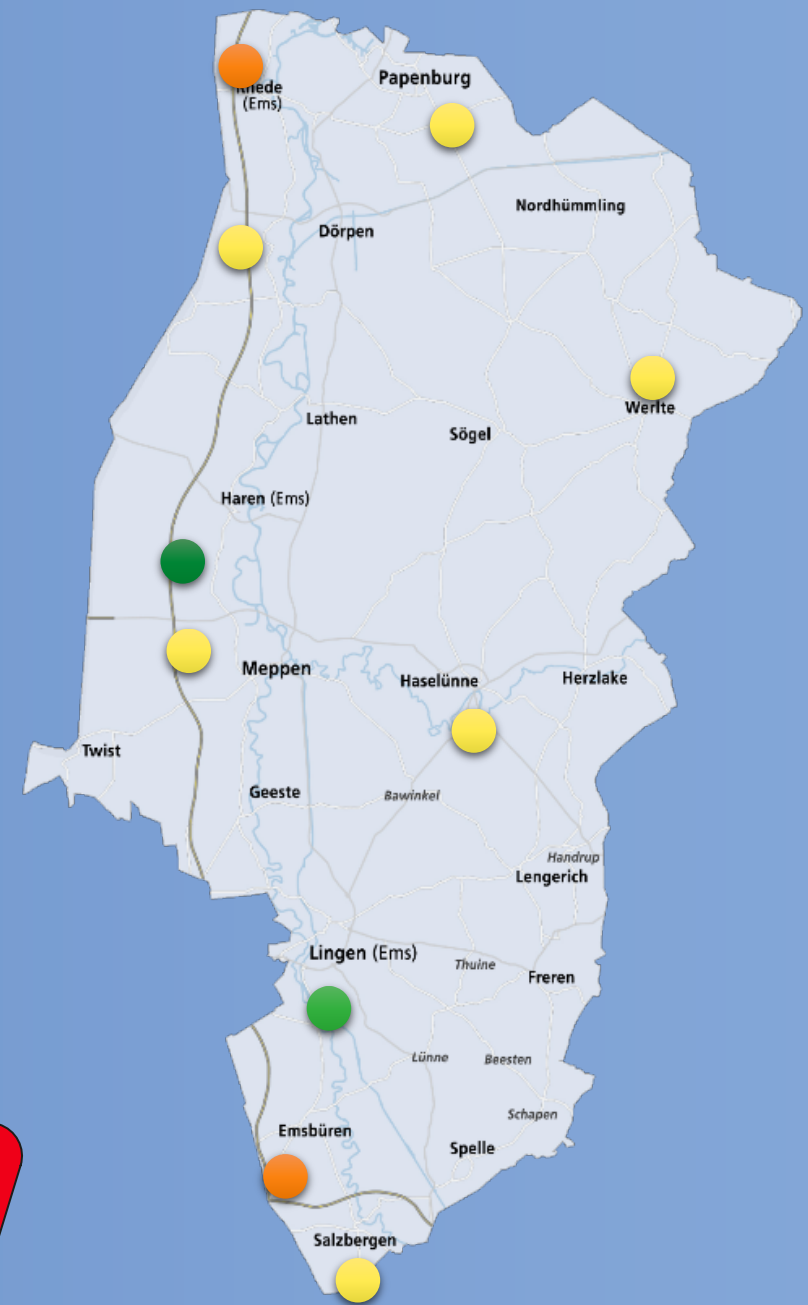 Papenburg
Rhede
(Ems)
Nordhümmling
Dörpen
Werlte
Lathen
Sögel
Haren (Ems)
Meppen
Haselünne
Herzlake
Twist
Geeste
Bawinkel
Handrup
Lengerich
Lingen (Ems)
Thuine
Freren
Lünne
Beesten
Schapen
Emsbüren
Spelle
Salzbergen